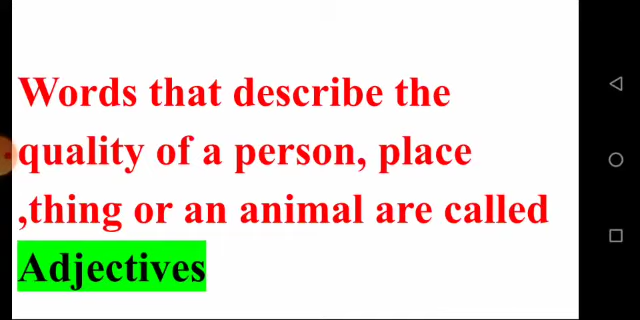 Words that describe the
quality of a person, place
,thing or an animal are called
Adjectives